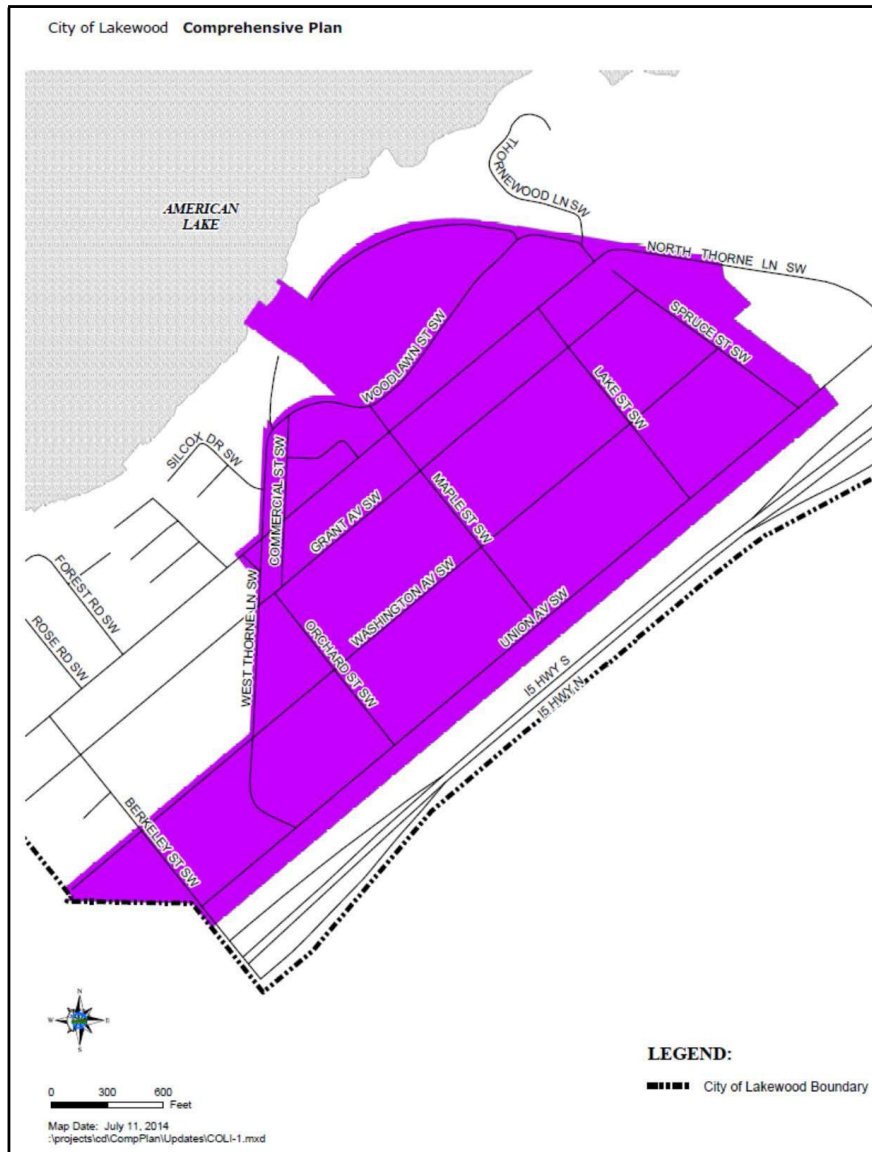 City of Lakewood Comprehensive Plan
THORNEWOOD LN SW
AMERICAN
LAKE
NORTH THORNE LN SW
SPRUCE ST SW
WOODLAWN ST SW
LAKE ST SW
SILCOX DR SW
COMMERCIAL ST SW
GRANT AV SW
MAPLE ST SW
FOREST RD SW
ROSE RD SW
WEST THORNE LN SW
WASHINGTON AV SW
ORCHARD ST SW
UNION AV SW
I5 HWY S
I5 HWY N
BERKELEY ST SW
N
W E
S
LEGEND:
City of Lakewood Boundary
0 300 600
Feet
Map Date: July 11, 2014
:\projects\cd\CompPlan\Updates\COLI-1.mxd